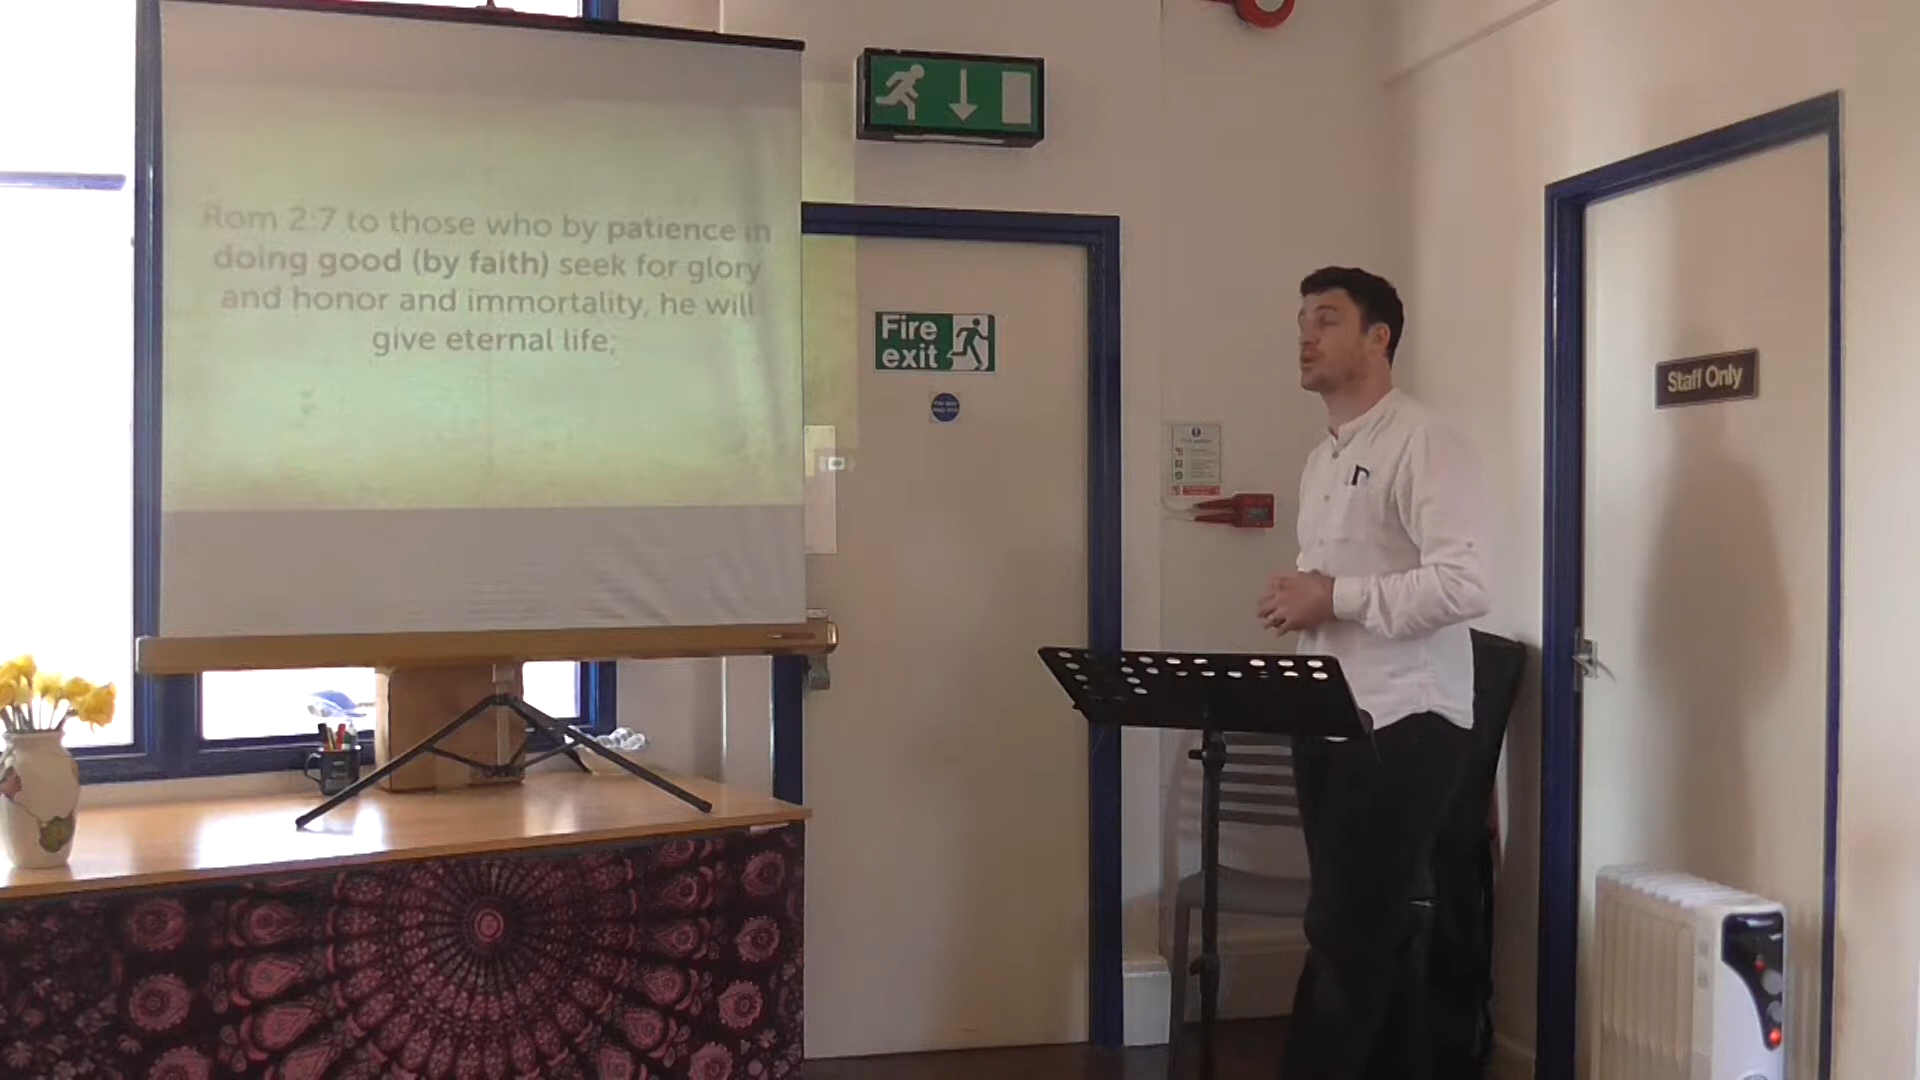 Rom 2:7 to those who by patience in
doing good (by faith) seek for glory
and honor and immortality, he will
give eternal life;
Fire
exit
Staff Only